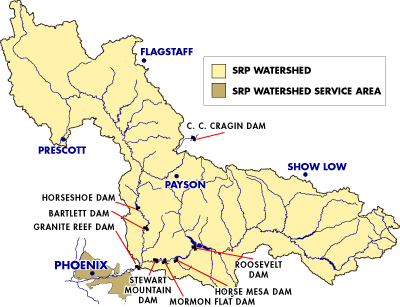 FLAGSTAFF
SRP WATERSHED
SRP WATERSHED SERVICE AREA
C. C. CRAGIN DAM
PRESCOTT
SHOW LOW
PAYSON
HORSESHOE DAM
BARTLETT DAM
GRANITE REEF DAM
PHOENIX
ROOSEVELT
DAM
STEWART
MOUNTAIN
DAM
HORSE MESA DAM
MORMON FLAT DAM